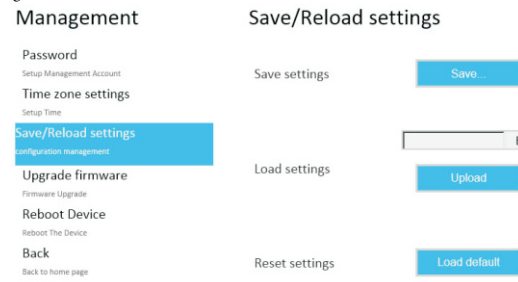 Management
Password
Setup Management Account
Time zone settings
Setup Time
Save/Reload settings
configuration management
Upgrade firmware
Firmware Upgrade
Reboot Device
Reboot The Device
Back
Back to home page
Save/Reload settings
Save settings
Save...
Load settings
Upload
Reset settings
Load default